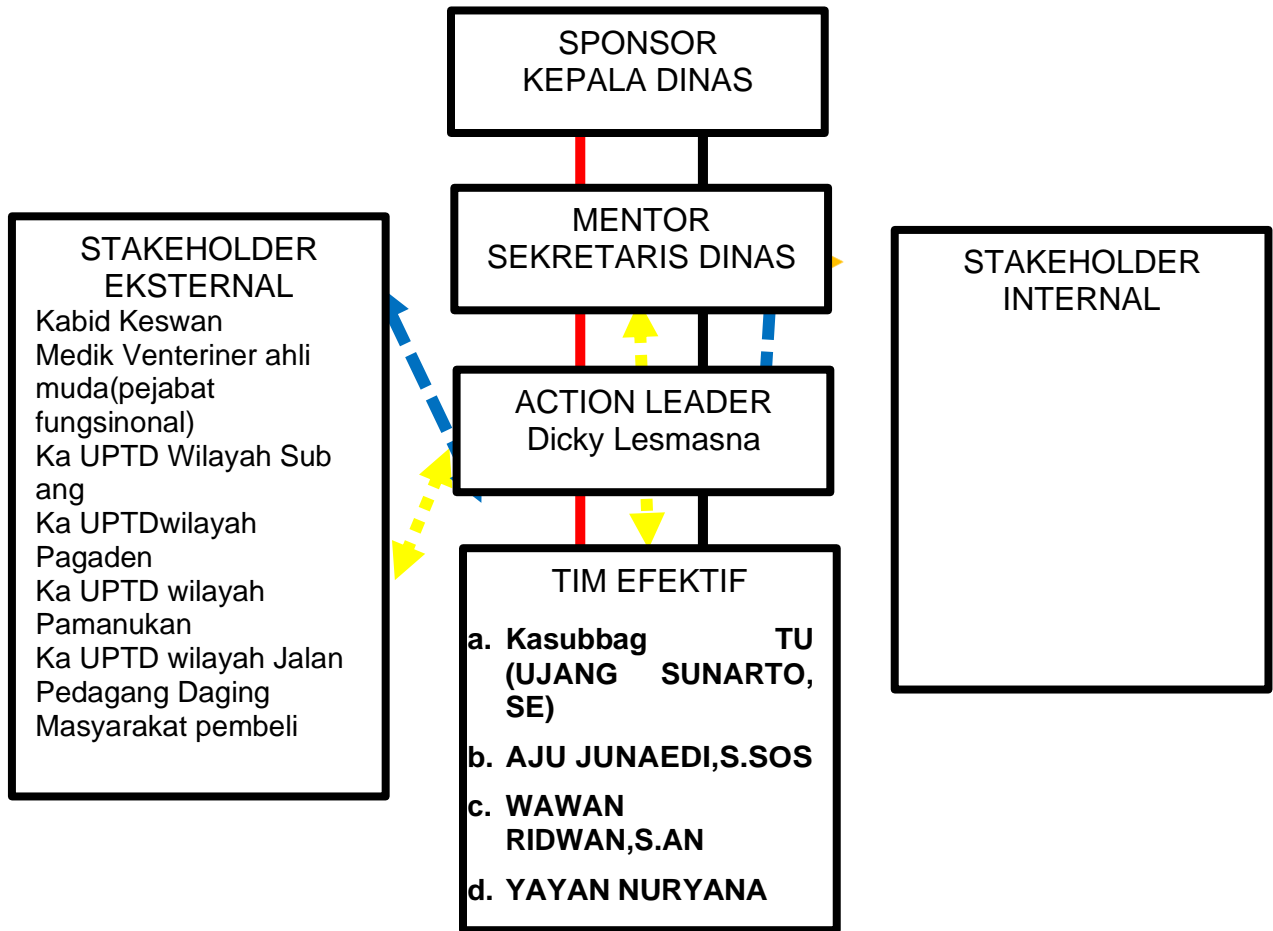 SPONSOR
KEPALA DINAS
MENTOR
SEKRETARIS DINAS
STAKEHOLDER
EKSTERNAL
Kabid Keswan
Medik Venteriner ahli
muda(pejabat
fungsinonal)
Ka UPTD Wilayah Sub
ang
Ka UPTDwilayah
Pagaden
Ka UPTD wilayah
Pamanukan
Ka UPTD wilayah Jalan
Pedagang Daging
Masyarakat pembeli
STAKEHOLDER
INTERNAL
ACTION LEADER
Dicky Lesmasna
TIM EFEKTIF
a. Kasubbag TU
(UJANG SUNARTO,
SE)
b. AJU JUNAEDI,S.SOS
c. WAWAN
RIDWAN,S.AN
d. YAYAN NURYANA